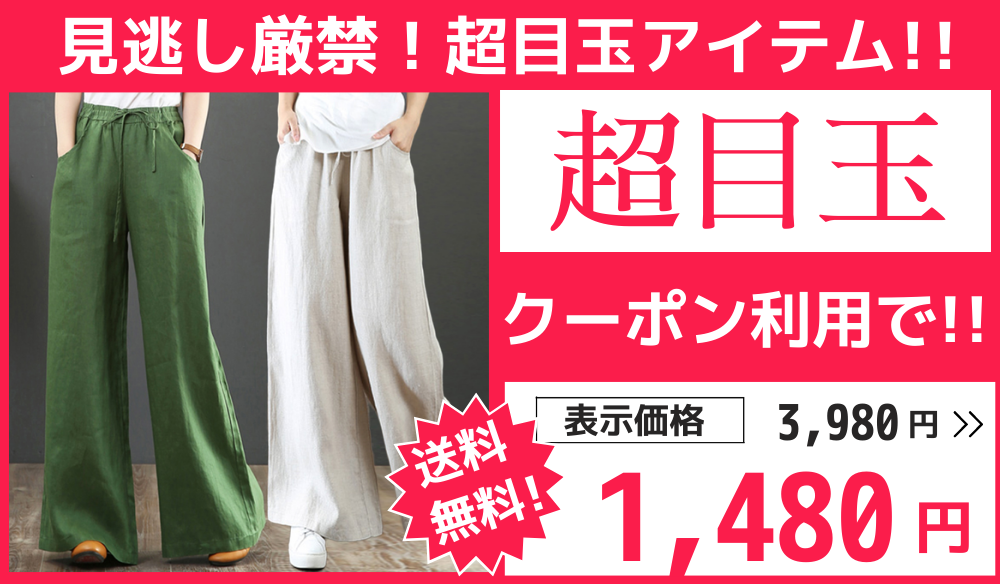 見逃し厳禁！超目玉アイテム!!
超目玉
クーポン利用で!!
表示価格 3,980円 >>
1,480円
送料
無料!